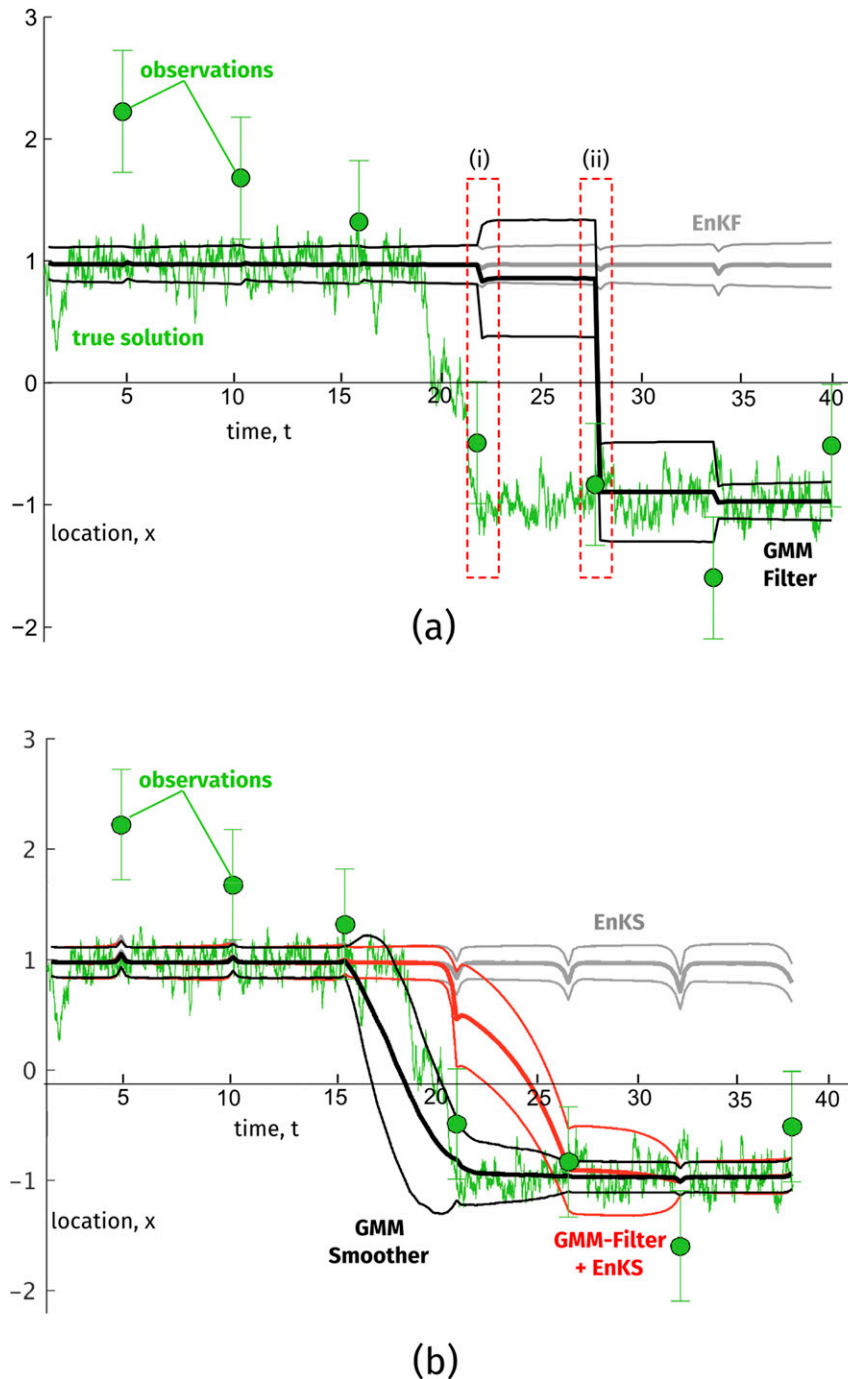 3
observations
(i)
(ii)
2
EnKF
1
true solution
0
5
10
15
20
25
30
35
40
time, t
−1
location, x
GMM
Filter
−2
(a)
3
observations
2
EnKS
1
0
5
10
15
20
25
30
35
40
time, t
−1
location, x
GMM
Smoother
GMM-Filter
+ EnKS
−2
(b)